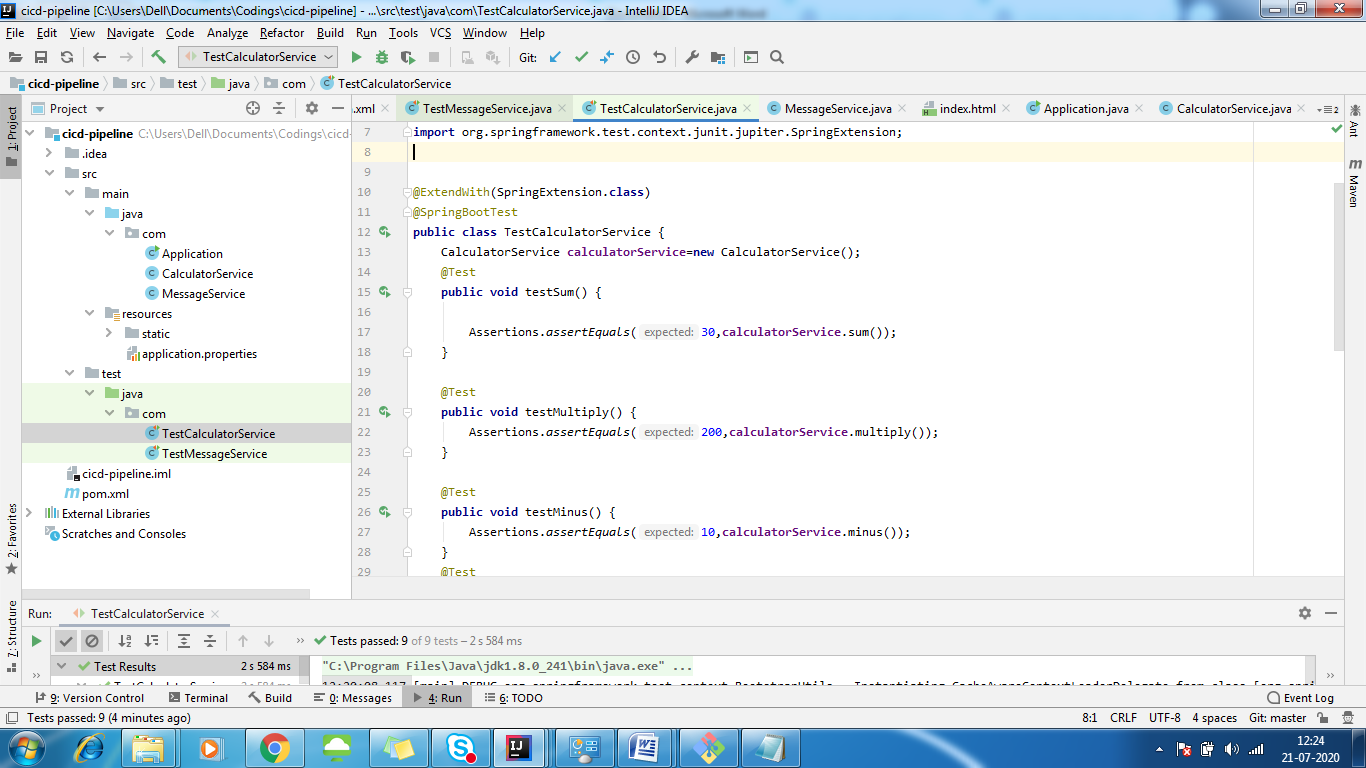 cicd-pipeline [C:\Users\Dell\Documents\Codings\cicd-pipeline] - ...\src\test\java\com\TestCalculatorService.java - IntelliJ IDEA
File Edit View Navigate Code Analyze Refactor Build Run Tools VCS Window Help
TestCalculatorService Git:
cicd-pipeline src test java com TestCalculatorService
Project .xml TestMessageService.java TestCalculatorService.java MessageService.java index.html Application.java CalculatorService.java 2
1: Project
2: Favorites
7: Structure
Ant
Maven
cicd-pipeline C:\Users\Dell\Documents\Codings\cicd-
.idea
src
main
java
com
Application
CalculatorService
MessageService
resources
static
application.properties
test
java
com
TestCalculatorService
TestMessageService
cicd-pipeline.iml
pom.xml
External Libraries
Scratches and Consoles
7 import org.springframework.test.context.junit.jupiter.SpringExtension;
8
9
10 @ExtendWith(SpringExtension.class)
11 @SpringBootTest
12 public class TestCalculatorService {
13 CalculatorService calculatorService=new CalculatorService();
14 @Test
15 public void testSum() {
16
17 Assertions.assertEquals( expected: 30,calculatorService.sum());
18 }
19
20 @Test
21 public void testMultiply() {
22 Assertions.assertEquals( expected: 200,calculatorService.multiply());
23 }
24
25 @Test
26 public void testMinus() {
27 Assertions.assertEquals( expected: 10,calculatorService.minus());
28 }
29 @Test
Run: TestCalculatorService
Tests passed: 9 of 9 tests – 2 s 584 ms
Test Results 2 s 584 ms
"C:\Program Files\Java\jdk1.8.0_241\bin\java.exe" ...
9: Version Control Terminal Build 0: Messages 4: Run 6: TODO Event Log
Tests passed: 9 (4 minutes ago) 8:1 CRLF UTF-8 4 spaces Git: master
12:24
21-07-2020